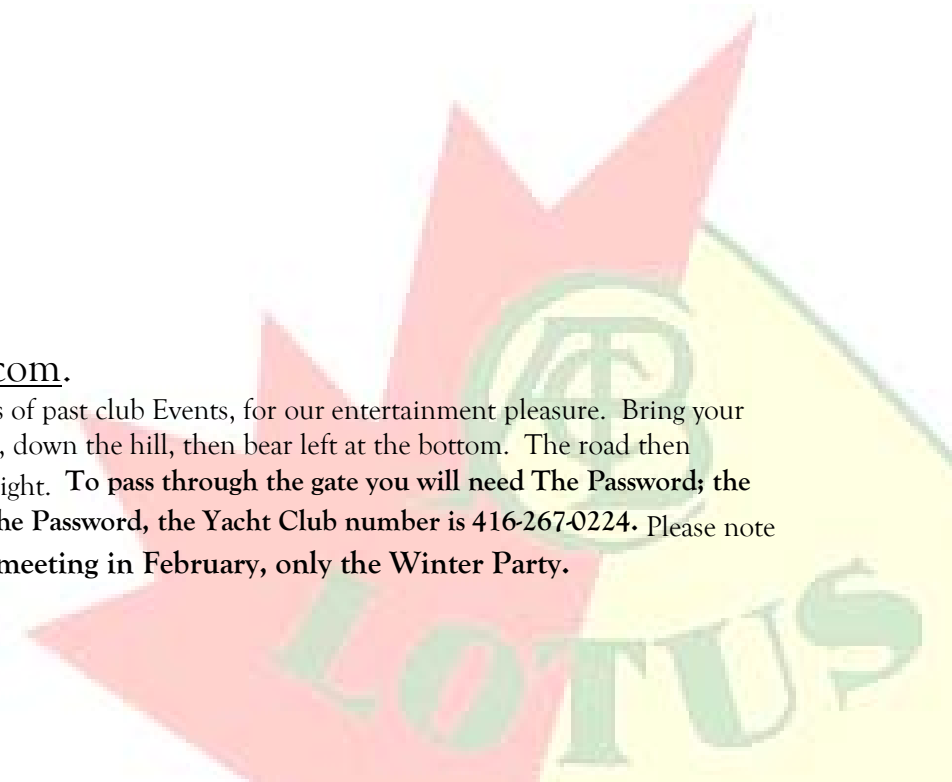 com.
s of past club Events, for our entertainment pleasure. Bring your
, down the hill, then bear left at the bottom. The road then
ight. To pass through the gate you will need The Password; the
he Password, the Yacht Club number is 416-267-0224. Please note
meeting in February, only the Winter Party.
LOTUS